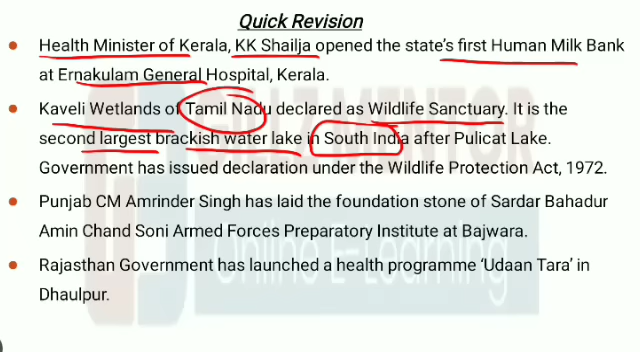 Quick Revision
Health Minister of Kerala, KK Shailja opened the state's first Human Milk Bank
at Ernakulam General Hospital, Kerala.
Kaveli Wetlands of Tamil Nadu declared as Wildlife Sanctuary. It is the
second largest brackish water lake in South India after Pulicat Lake.
Government has issued declaration under the Wildlife Protection Act, 1972.
Punjab CM Amrinder Singh has laid the foundation stone of Sardar Bahadur
Amin Chand Soni Armed Forces Preparatory Institute at Bajwara.
Rajasthan Government has launched a health programme 'Udaan Tara' in
Dhaulpur.
Online E-Learning